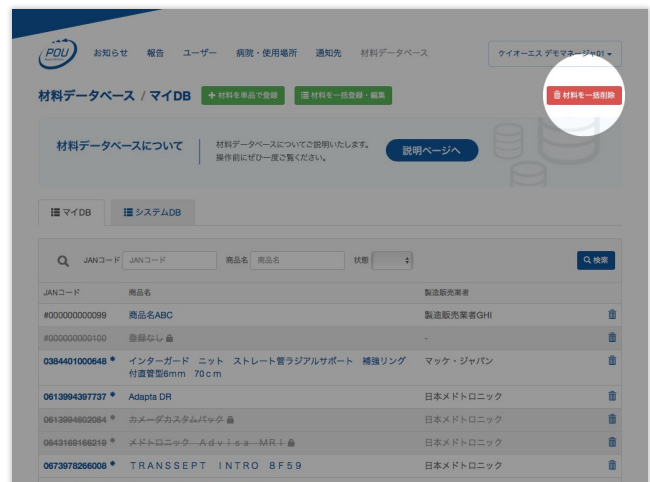 POU お知らせ 報告 ユーザー 病院・使用場所 通知先 材料データベース ケイオーエス デモマネージャ01
材料データベース / マイDB + 材料を単品で登録 材料を一括登録・編集 材料を一括削除
材料データベースについて 材料データベースについてご説明いたします。
操作前にぜひ一度ご覧ください。 説明ページへ
マイDB システムDB
JANコード JANコード 商品名 商品名 状態 検索
JANコード 商品名 製造販売業者
#000000000099 商品名ABC 製造販売業者GHI
#000000000100 登録なし -
0384401000648 * インターガード ニット ストレート管ラジアルサポート 補強リング マッケ・ジャパン
付直管型6mm 70cm
0613994397737 * Adapta DR 日本メドトロニック
0613994602084 * カメーダカスタムパック 日本メドトロニック
0643169166219 * メドトロニック Advisa MRI 日本メドトロニック
0673978266008 * TRANSSEPT INTRO 8F59 日本メドトロニック